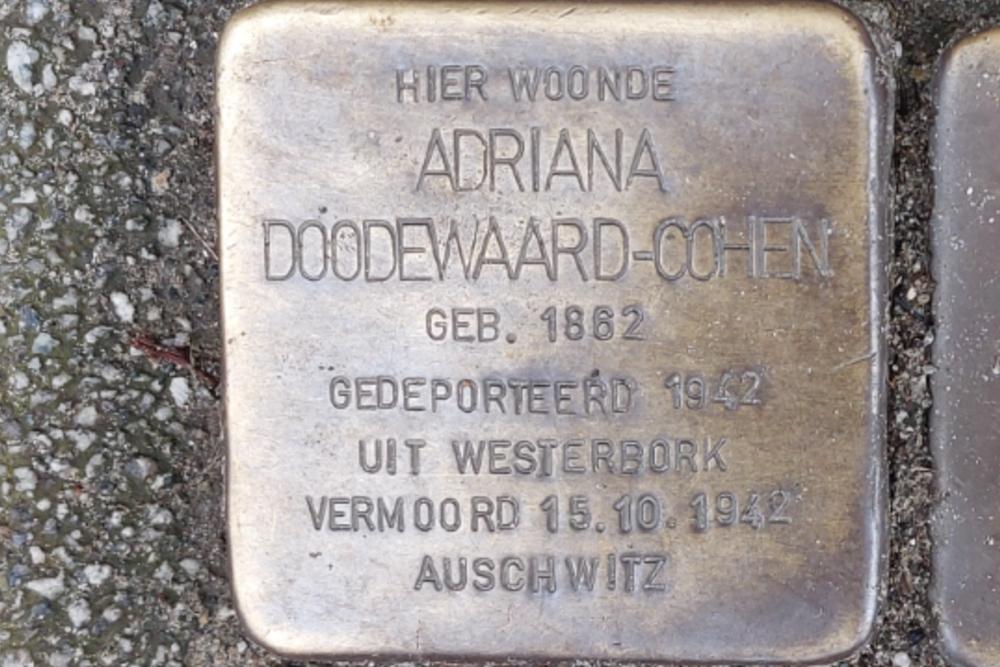 HIER WOONDE
ADRIANA
DOODEWAARD-COHEN
GEB. 1862
GEDEPORTEERD 1942
UIT WESTERBORK
VERMOORD 15.10.1942
AUSCHWITZ